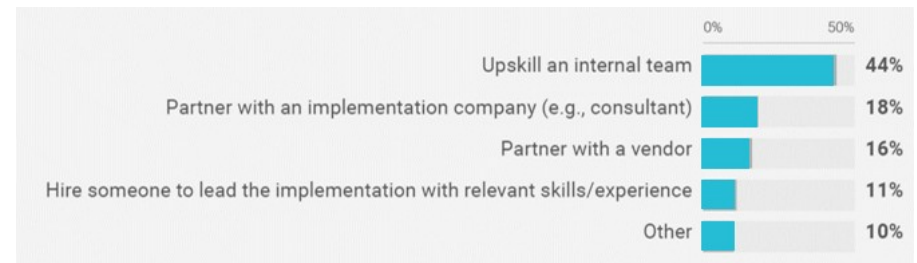 0% 50%
Upskill an internal team 44%
Partner with an implementation company (e.g., consultant) 18%
Partner with a vendor 16%
Hire someone to lead the implementation with relevant skills/experience 11%
Other 10%